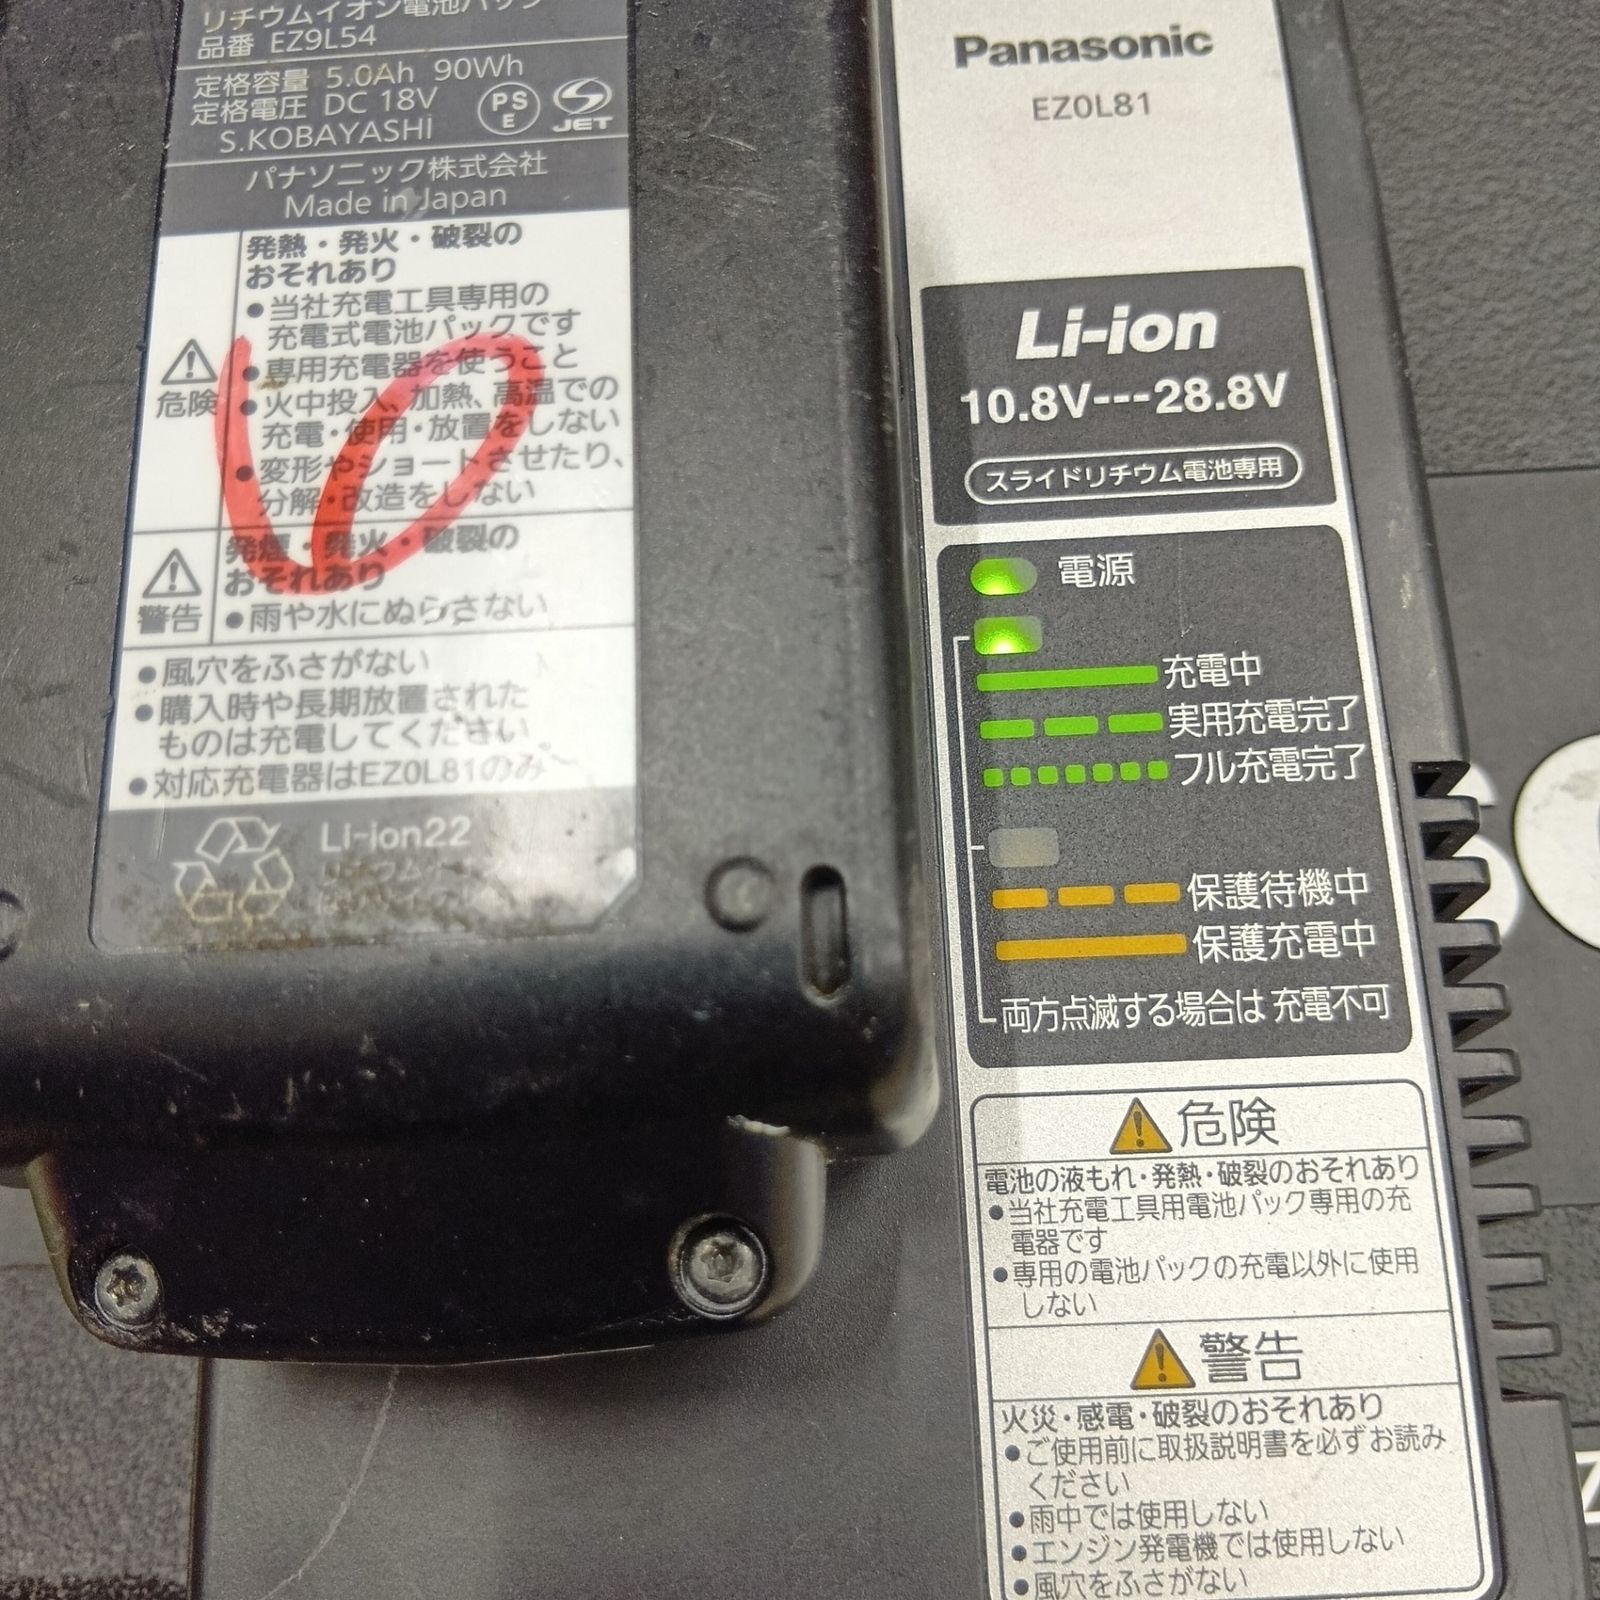 リチウムイオン電池パック
品番 EZ9L54
定格容量 5.0Ah 90Wh
定格電圧 DC 18V
S.KOBAYASHI
PS
E
JET
パナソニック株式会社
Made in Japan
発熱・発火・破裂の
おそれあり
危険
●当社充電工具専用の
充電式電池パックです
●専用充電器を使うこと
●火中投入、加熱、高温での
充電・使用・放置をしない
●変形やショートさせたり、
分解・改造をしない
発煙・発火・破裂の
おそれあり
警告
●雨や水にぬらさない
●風穴をふさがない
●購入時や長期放置された
ものは充電してください
●対応充電器はEZ0L81のみ
Li-ion22
Panasonic
EZ0L81
Li-ion
10.8V---28.8V
スライドリチウム電池専用
電源
充電中
実用充電完了
フル充電完了
保護待機中
保護充電中
両方点滅する場合は 充電不可
危険
電池の液もれ・発熱・破裂のおそれあり
●当社充電工具用電池パック専用の充
電器です
●専用の電池パックの充電以外に使用
しない
警告
火災・感電・破裂のおそれあり
●ご使用前に取扱説明書を必ずお読み
ください
●雨中では使用しない
●エンジン発電機では使用しない
●風穴をふさがない